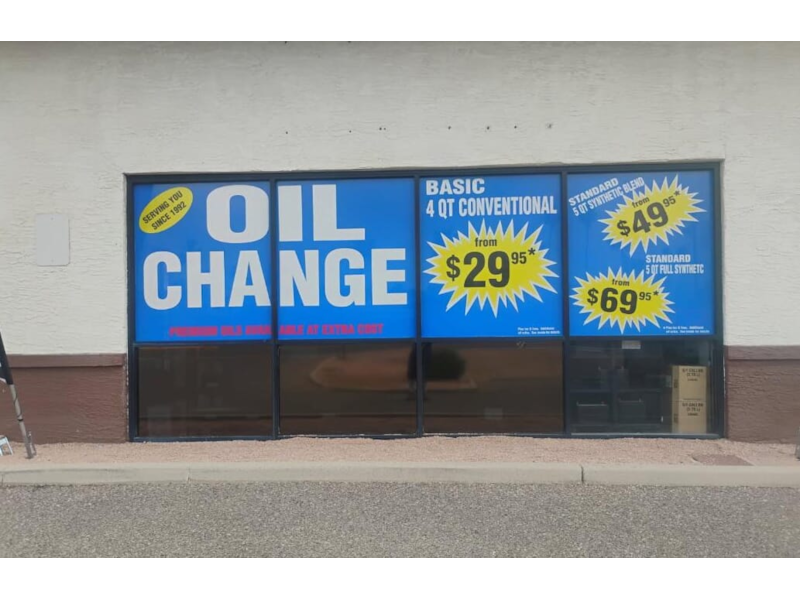 SERVING YOU
SINCE 1992
OIL
CHANGE
PREMIUM OILS AVAILABLE AT EXTRA COST
BASIC
4 QT CONVENTIONAL
from
$29.95*
STANDARD
5 QT SYNTHETIC BLEND
from
$49.95
STANDARD
5 QT FULL SYNTHETC
from
$69.95*